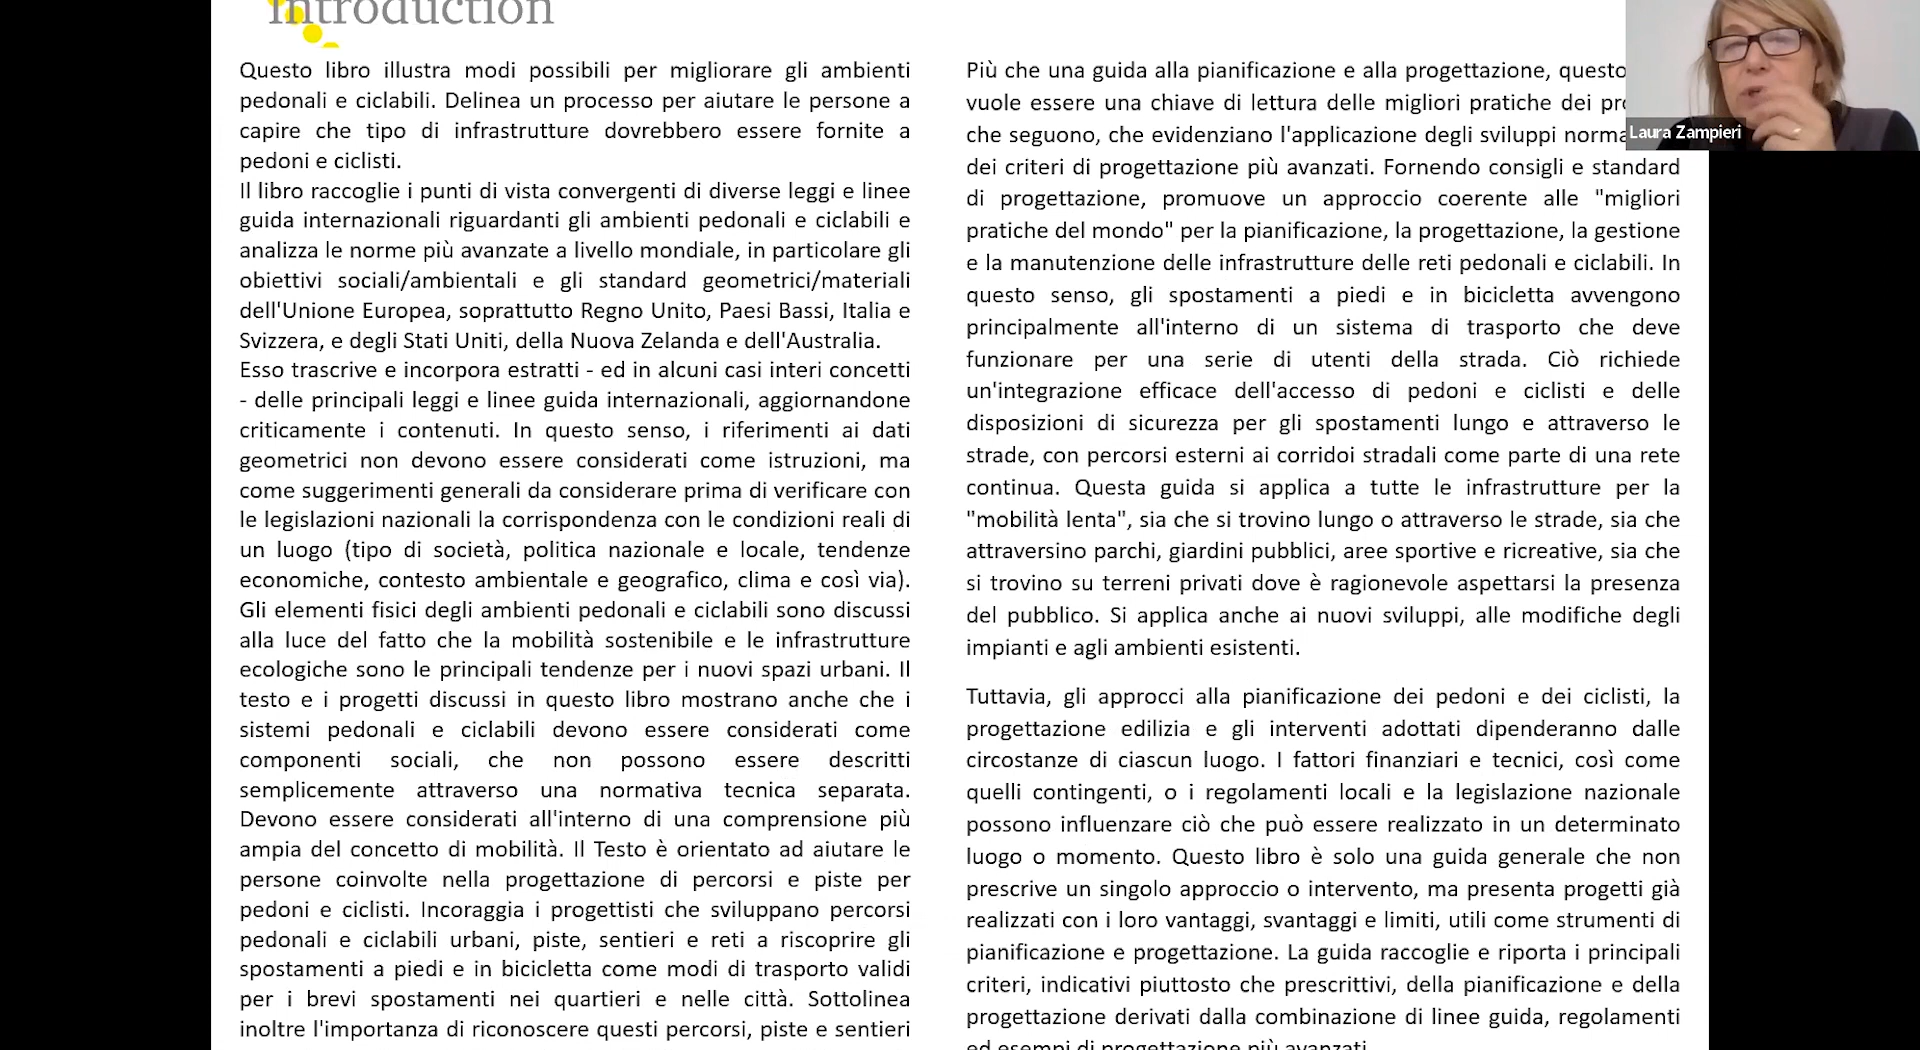 Introduction
Questo libro illustra modi possibili per migliorare gli ambienti
pedonali e ciclabili. Delinea un processo per aiutare le persone a
capire che tipo di infrastrutture dovrebbero essere fornite a
pedoni e ciclisti.
Il libro raccoglie i punti di vista convergenti di diverse leggi e linee
guida internazionali riguardanti gli ambienti pedonali e ciclabili e
analizza le norme più avanzate a livello mondiale, in particolare gli
obiettivi sociali/ambientali e gli standard geometrici/materiali
dell'Unione Europea, soprattutto Regno Unito, Paesi Bassi, Italia e
Svizzera, e degli Stati Uniti, della Nuova Zelanda e dell'Australia.
Esso trascrive e incorpora estratti - ed in alcuni casi interi concetti
- delle principali leggi e linee guida internazionali, aggiornandone
criticamente i contenuti. In questo senso, i riferimenti ai dati
geometrici non devono essere considerati come istruzioni, ma
come suggerimenti generali da considerare prima di verificare con
le legislazioni nazionali la corrispondenza con le condizioni reali di
un luogo (tipo di società, politica nazionale e locale, tendenze
economiche, contesto ambientale e geografico, clima e così via).
Gli elementi fisici degli ambienti pedonali e ciclabili sono discussi
alla luce del fatto che la mobilità sostenibile e le infrastrutture
ecologiche sono le principali tendenze per i nuovi spazi urbani. Il
testo e i progetti discussi in questo libro mostrano anche che i
sistemi pedonali e ciclabili devono essere considerati come
componenti sociali, che non possono essere descritti
semplicemente attraverso una normativa tecnica separata.
Devono essere considerati all'interno di una comprensione più
ampia del concetto di mobilità. Il Testo è orientato ad aiutare le
persone coinvolte nella progettazione di percorsi e piste per
pedoni e ciclisti. Incoraggia i progettisti che sviluppano percorsi
pedonali e ciclabili urbani, piste, sentieri e reti a riscoprire gli
spostamenti a piedi e in bicicletta come modi di trasporto validi
per i brevi spostamenti nei quartieri e nelle città. Sottolinea
inoltre l'importanza di riconoscere questi percorsi, piste e sentieri
Più che una guida alla pianificazione e alla progettazione, questo
vuole essere una chiave di lettura delle migliori pratiche dei
che seguono, che evidenziano l'applicazione degli sviluppi
dei criteri di progettazione più avanzati. Fornendo consigli e standard
di progettazione, promuove un approccio coerente alle "migliori
pratiche del mondo" per la pianificazione, la progettazione, la gestione
e la manutenzione delle infrastrutture delle reti pedonali e ciclabili. In
questo senso, gli spostamenti a piedi e in bicicletta avvengono
principalmente all'interno di un sistema di trasporto che deve
funzionare per una serie di utenti della strada. Ciò richiede
un'integrazione efficace dell'accesso di pedoni e ciclisti e delle
disposizioni di sicurezza per gli spostamenti lungo e attraverso le
strade, con percorsi esterni ai corridoi stradali come parte di una rete
continua. Questa guida si applica a tutte le infrastrutture per la
"mobilità lenta", sia che si trovino lungo o attraverso le strade, sia che
attraversino parchi, giardini pubblici, aree sportive e ricreative, sia che
si trovino su terreni privati dove è ragionevole aspettarsi la presenza
del pubblico. Si applica anche ai nuovi sviluppi, alle modifiche degli
impianti e agli ambienti esistenti.
Tuttavia, gli approcci alla pianificazione dei pedoni e dei ciclisti, la
progettazione edilizia e gli interventi adottati dipenderanno dalle
circostanze di ciascun luogo. I fattori finanziari e tecnici, così come
quelli contingenti, o i regolamenti locali e la legislazione nazionale
possono influenzare ciò che può essere realizzato in un determinato
luogo o momento. Questo libro è solo una guida generale che non
prescrive un singolo approccio o intervento, ma presenta progetti già
realizzati con i loro vantaggi, svantaggi e limiti, utili come strumenti di
pianificazione e progettazione. La guida raccoglie e riporta i principali
criteri, indicativi piuttosto che prescrittivi, della pianificazione e della
progettazione derivati dalla combinazione di linee guida, regolamenti
ed esempi di progettazione più avanzati.
Laura Zampieri